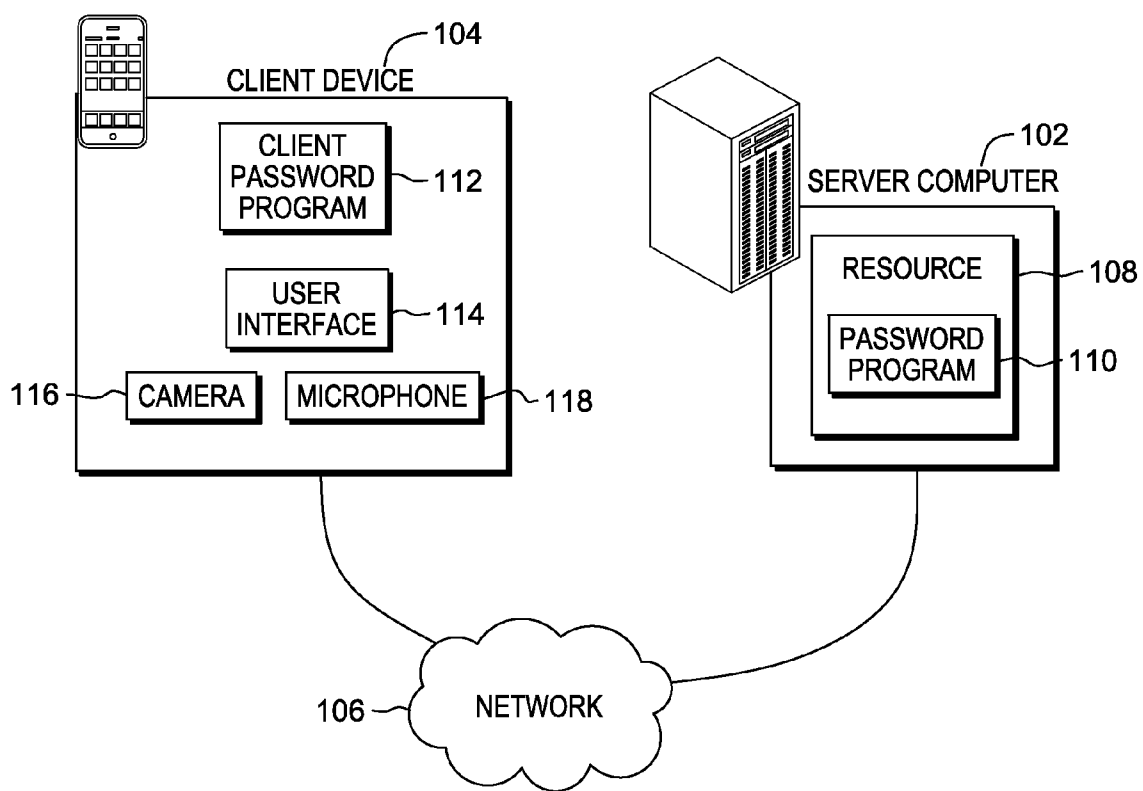 104
CLIENT DEVICE
CLIENT
PASSWORD
PROGRAM
112
USER
INTERFACE
114
116
CAMERA
MICROPHONE
118
102
SERVER COMPUTER
RESOURCE
108
PASSWORD
PROGRAM
110
106
NETWORK